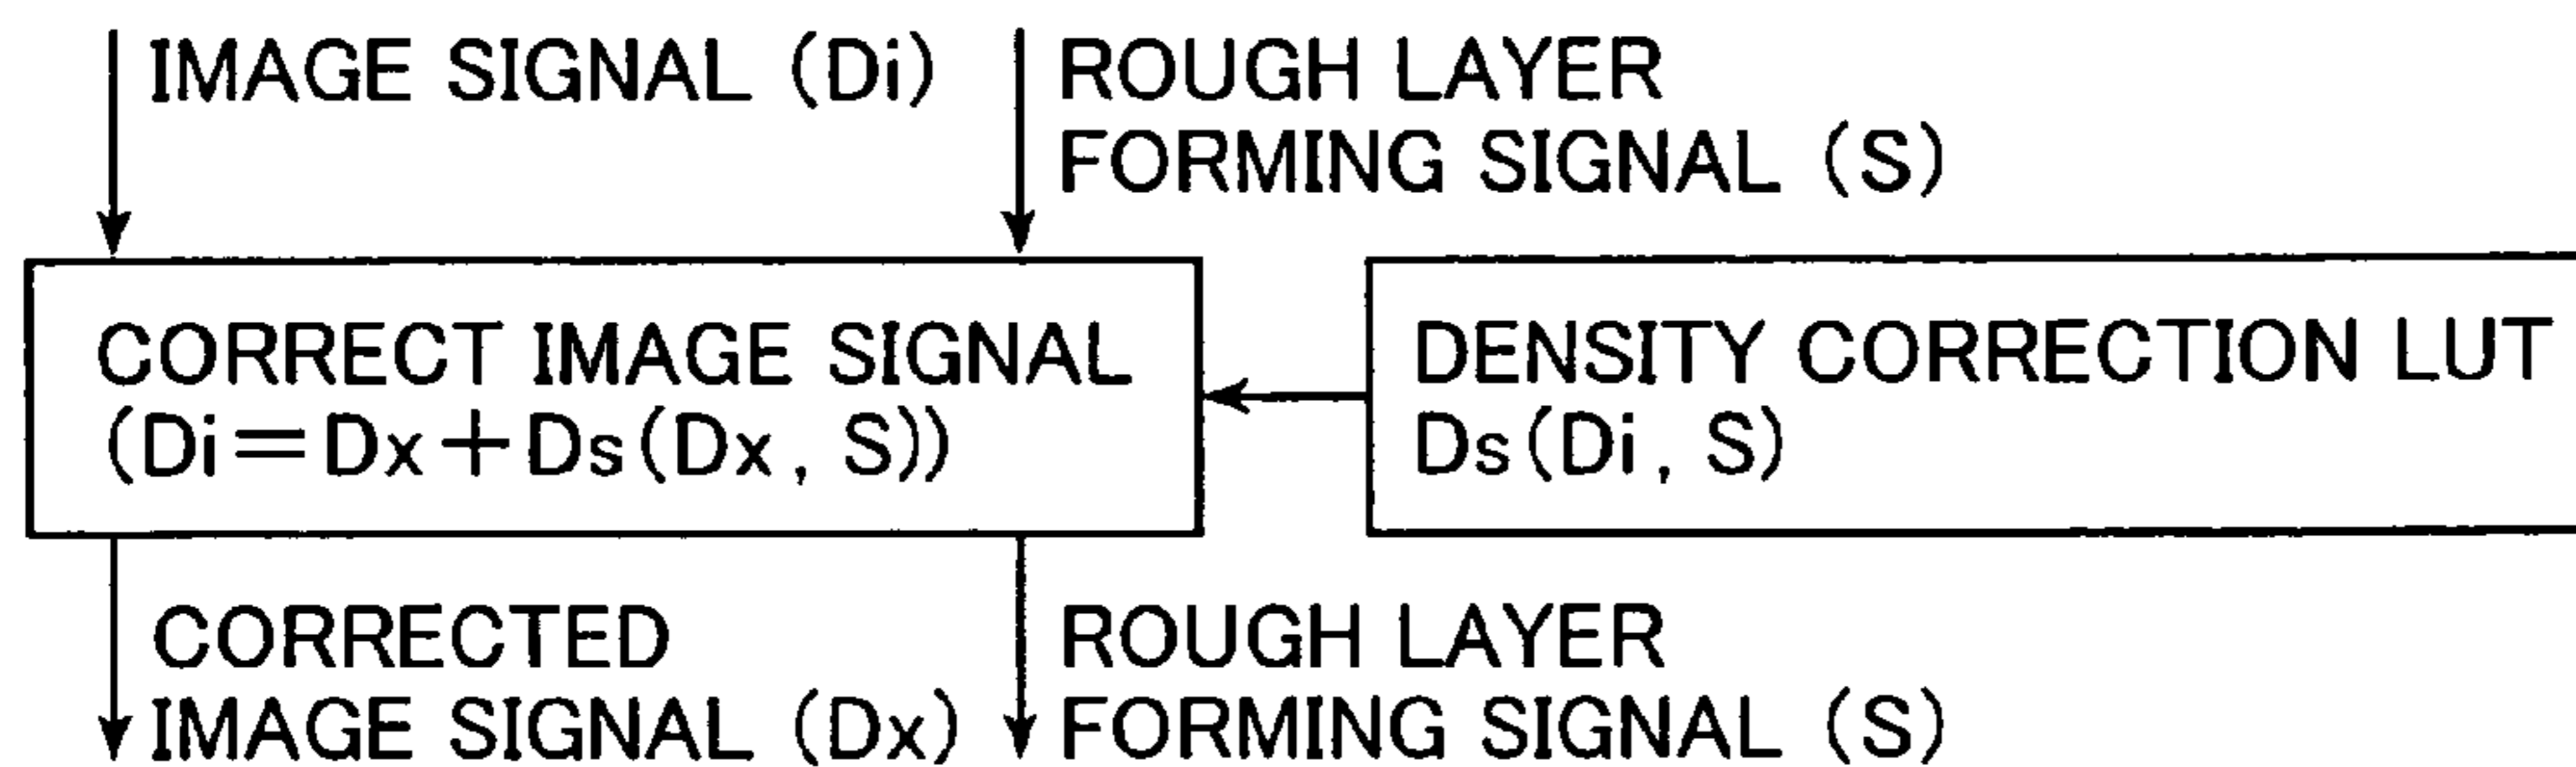 IMAGE SIGNAL (Di)
ROUGH LAYER
FORMING SIGNAL (S)
CORRECT IMAGE SIGNAL
(Di=Dx+Ds(Dx, S))
DENSITY CORRECTION LUT
Ds(Di, S)
CORRECTED
IMAGE SIGNAL (Dx)
ROUGH LAYER
FORMING SIGNAL (S)